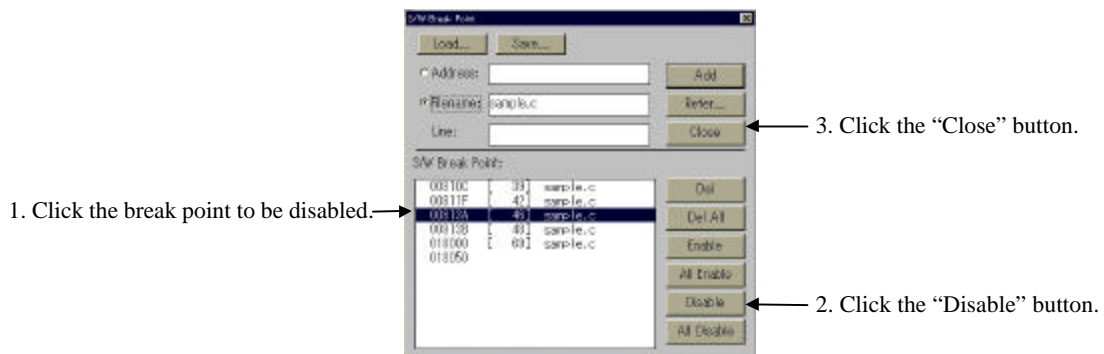 S/W Break Point
Load... Save...
Address: Add
Filename: sample.c Refer...
Line: Close
3. Click the “Close” button.
S/W Break Point:
00810C [ 39] sample.c Del
00811F [ 42] sample.c
1. Click the break point to be disabled.
00813A [ 46] sample.c Del All
00813B [ 48] sample.c
018000 [ 69] sample.c Enable
018050
All Enable
Disable
2. Click the “Disable” button.
All Disable